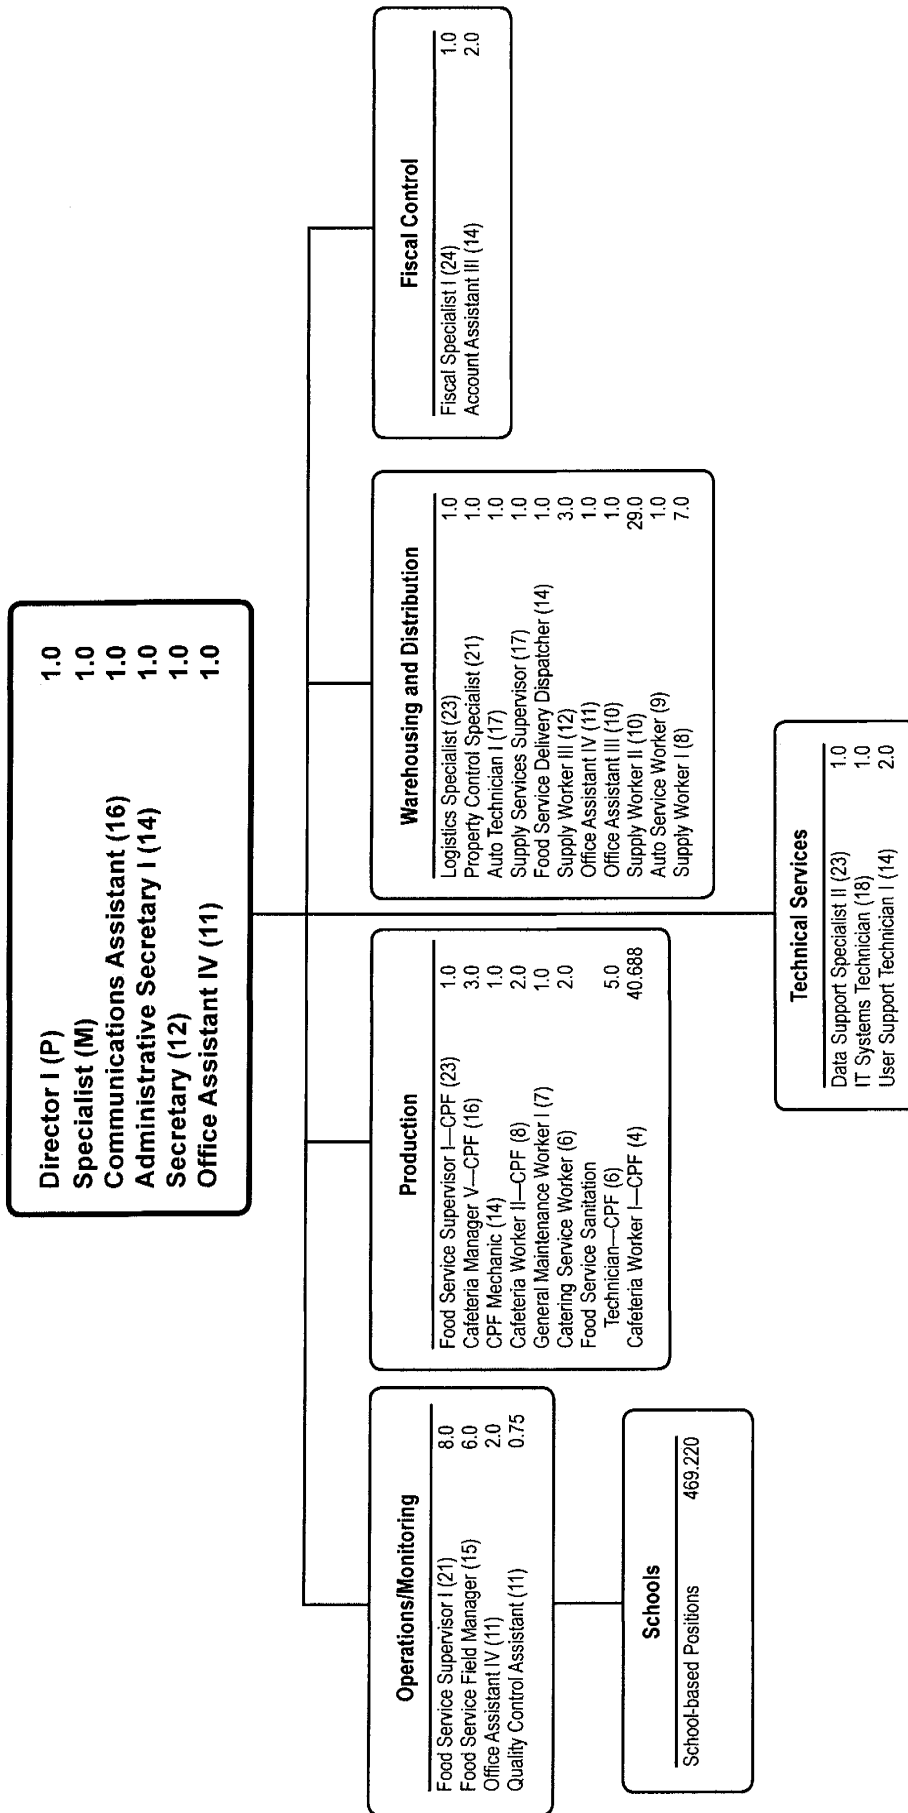 Director I (P) 1.0
Specialist (M) 1.0
Communications Assistant (16) 1.0
Administrative Secretary I (14) 1.0
Secretary (12) 1.0
Office Assistant IV (11) 1.0
Operations/Monitoring
Food Service Supervisor I (21) 8.0
Food Service Field Manager (15) 6.0
Office Assistant IV (11) 2.0
Quality Control Assistant (11) 0.75
Schools
School-based Positions 469.220
Production
Food Service Supervisor I—CPF (23) 1.0
Cafeteria Manager V—CPF (16) 3.0
CPF Mechanic (14) 1.0
Cafeteria Worker II—CPF (8) 2.0
General Maintenance Worker I (7) 1.0
Catering Service Worker (6) 2.0
Food Service Sanitation
Technician—CPF (6) 5.0
Cafeteria Worker I—CPF (4) 40.688
Warehousing and Distribution
Logistics Specialist (23) 1.0
Property Control Specialist (21) 1.0
Auto Technician I (17) 1.0
Supply Services Supervisor (17) 1.0
Food Service Delivery Dispatcher (14) 1.0
Supply Worker III (12) 3.0
Office Assistant IV (11) 1.0
Office Assistant III (10) 1.0
Supply Worker II (10) 29.0
Auto Service Worker (9) 1.0
Supply Worker I (8) 7.0
Fiscal Control
Fiscal Specialist I (24) 1.0
Account Assistant III (14) 2.0
Technical Services
Data Support Specialist II (23) 1.0
IT Systems Technician (18) 1.0
User Support Technician I (14) 2.0